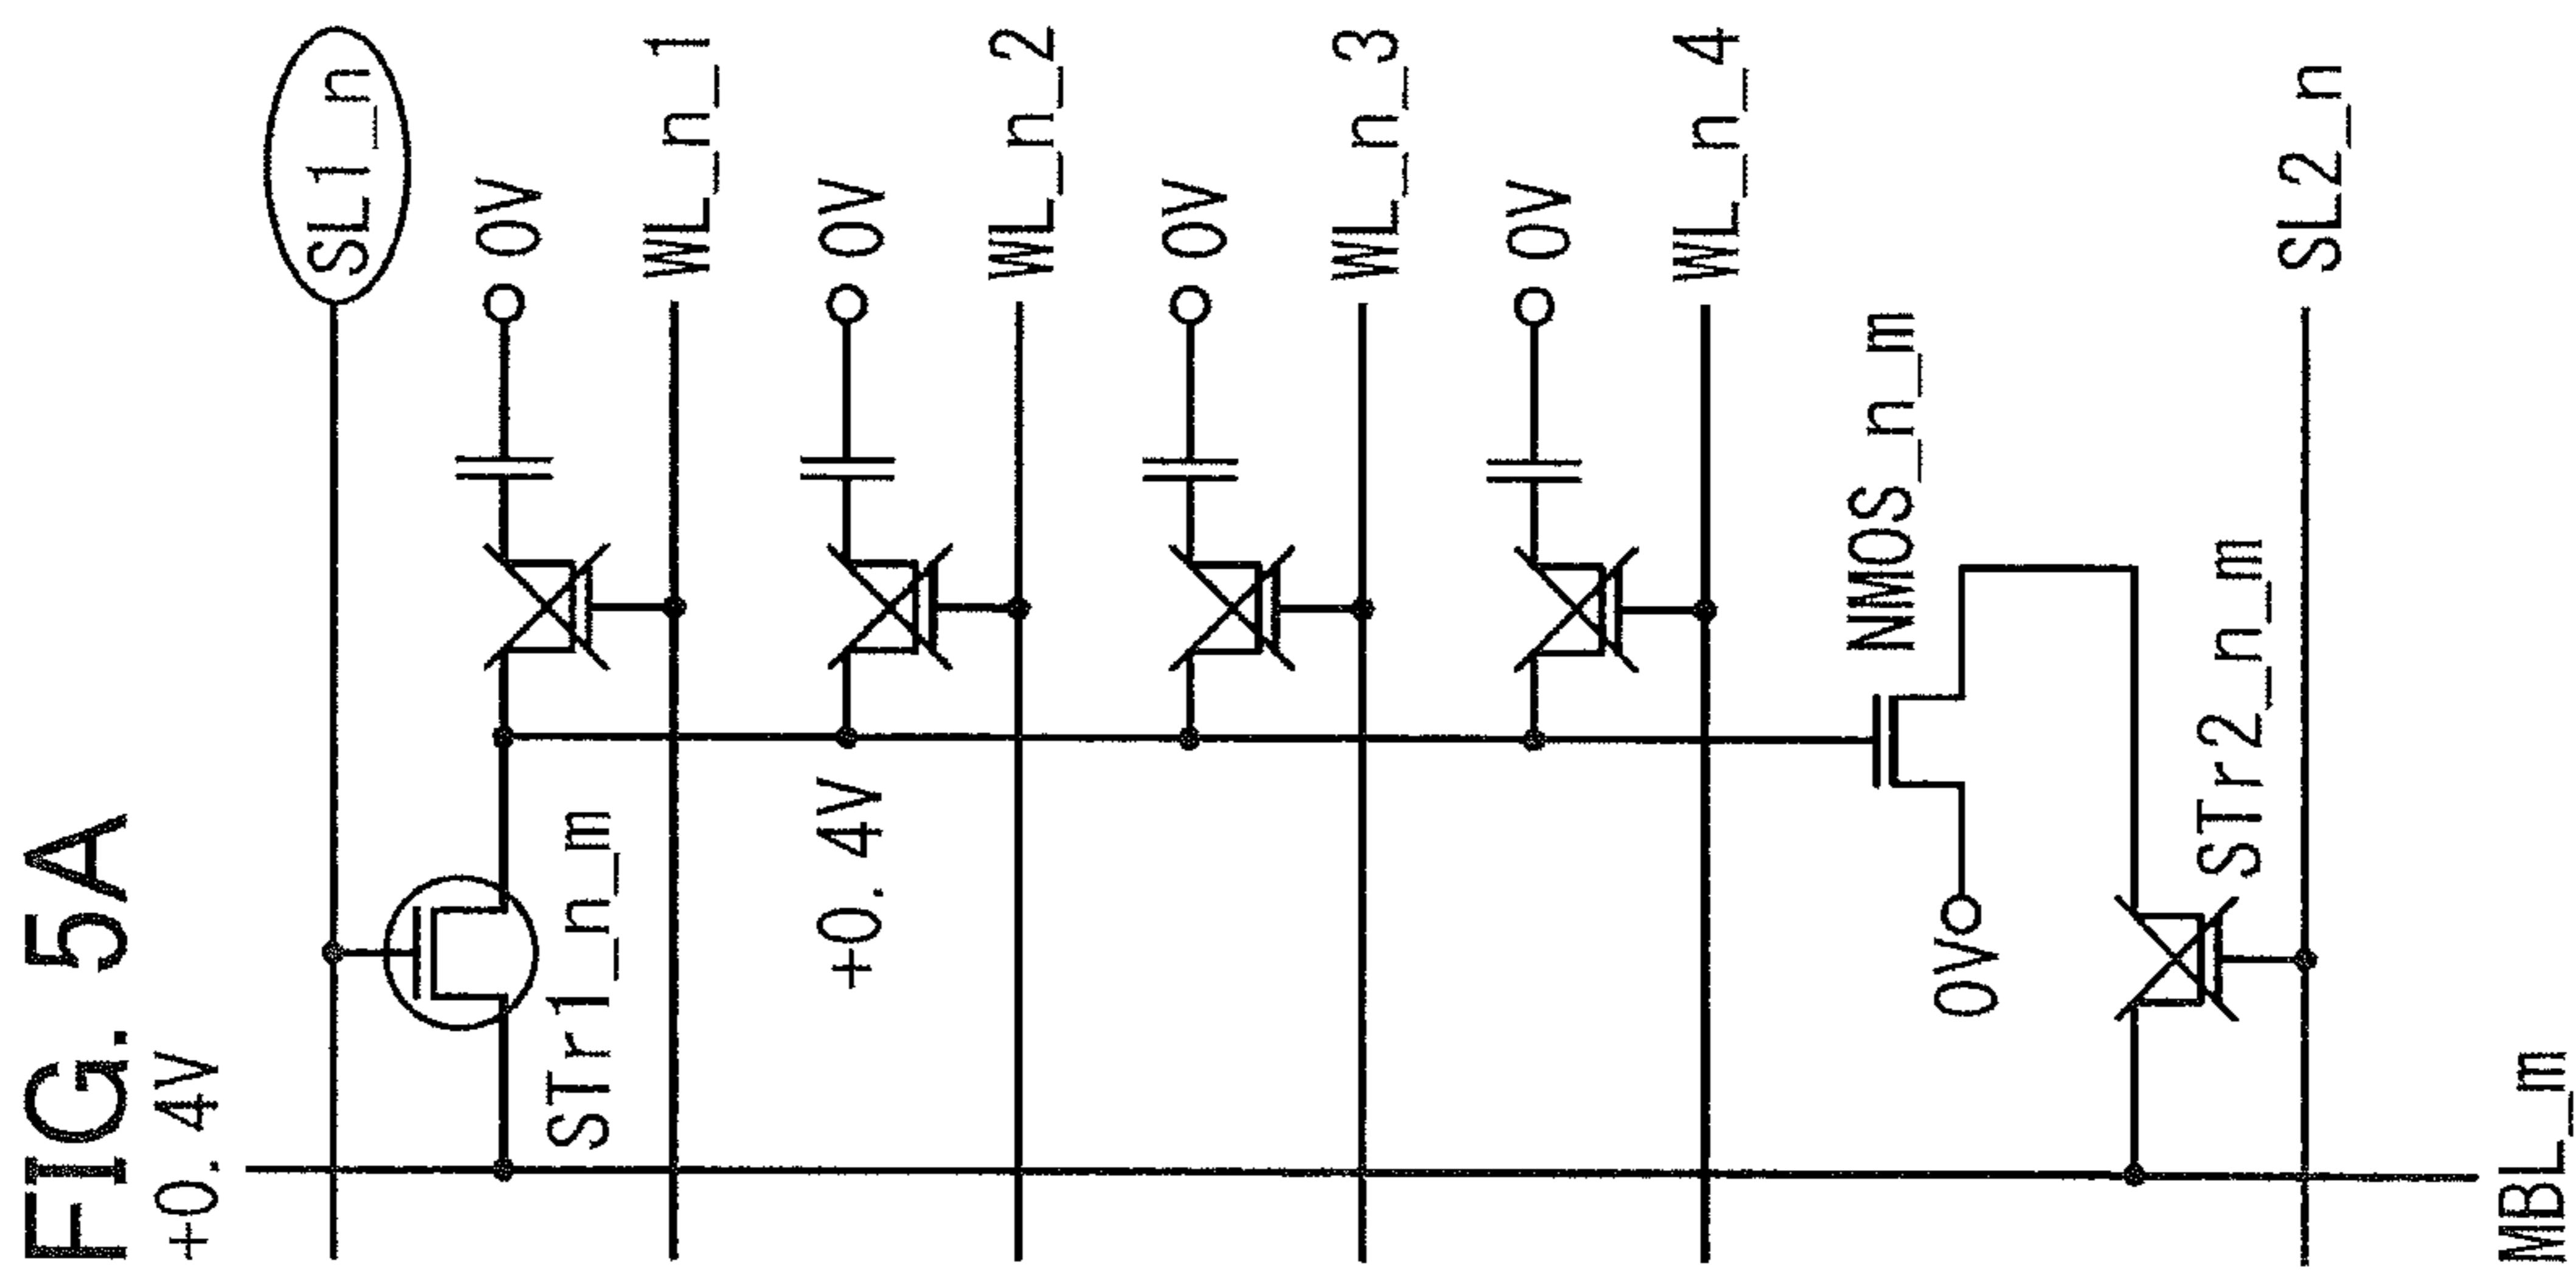 FIG. 5A
+0. 4V
SL1_n
0V
WL_n_1
STr1_n_m
0V
WL_n_2
+0. 4V
0V
WL_n_3
0V
WL_n_4
NMOS_n_m
0V
STr2_n_m
SL2_n
MBL_m